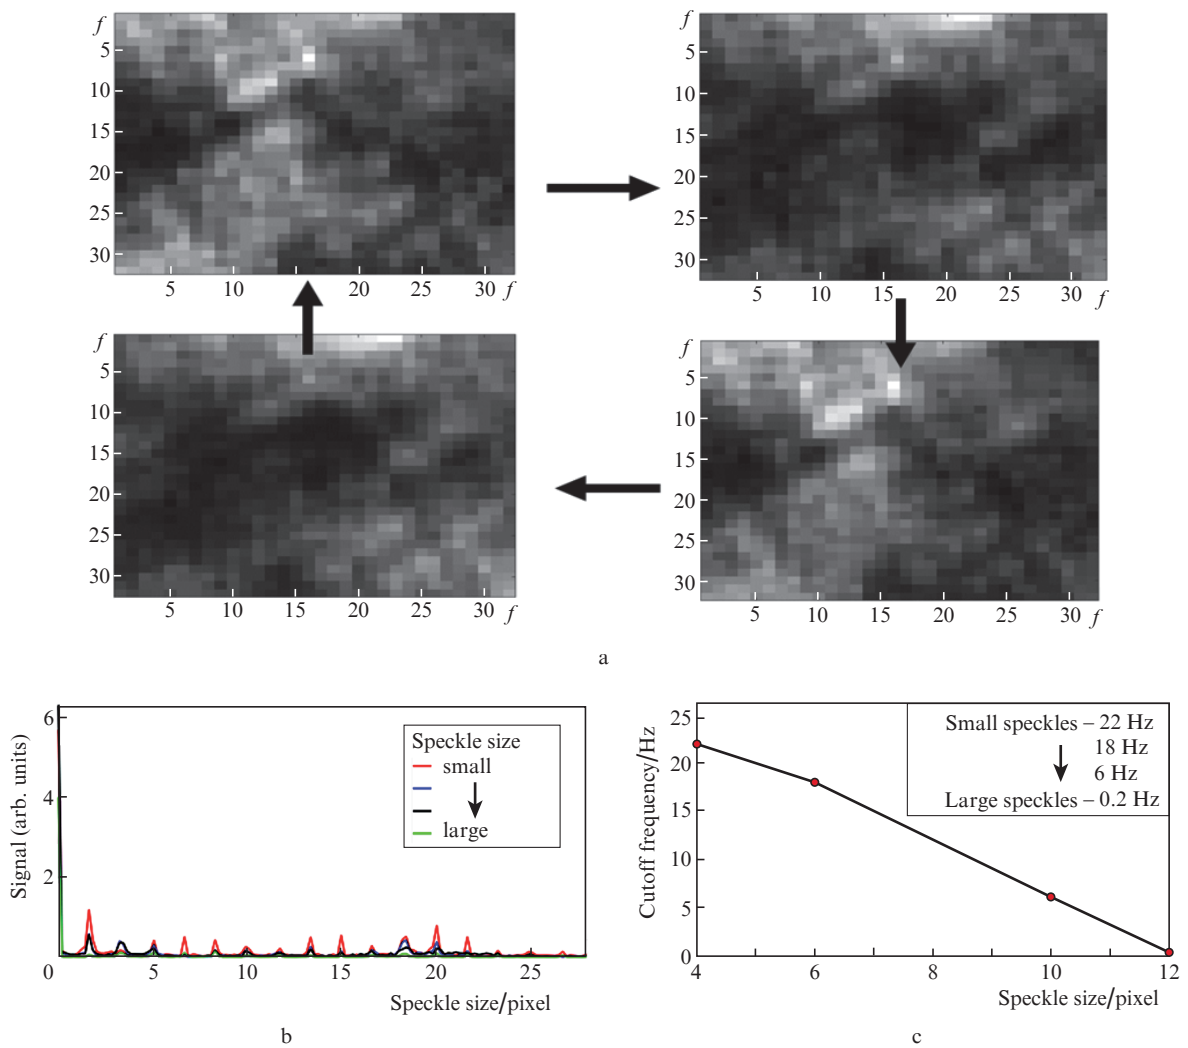 f
5
10
15
20
25
30
5 10 15 20 25 30 f
f
5
10
15
20
25
30
5 10 15 20 25 30 f
f
5
10
15
20
25
30
5 10 15 20 25 30 f
f
5
10
15
20
25
30
5 10 15 20 25 30 f
a
Signal (arb. units)
6
4
2
0 5 10 15 20 25
Speckle size/pixel
Speckle size
small
large
b
Cutoff frequency/Hz
25
20
15
10
5
0
4 6 8 10 12
Speckle size/pixel
Small speckles – 22 Hz
18 Hz
6 Hz
Large speckles – 0.2 Hz
c